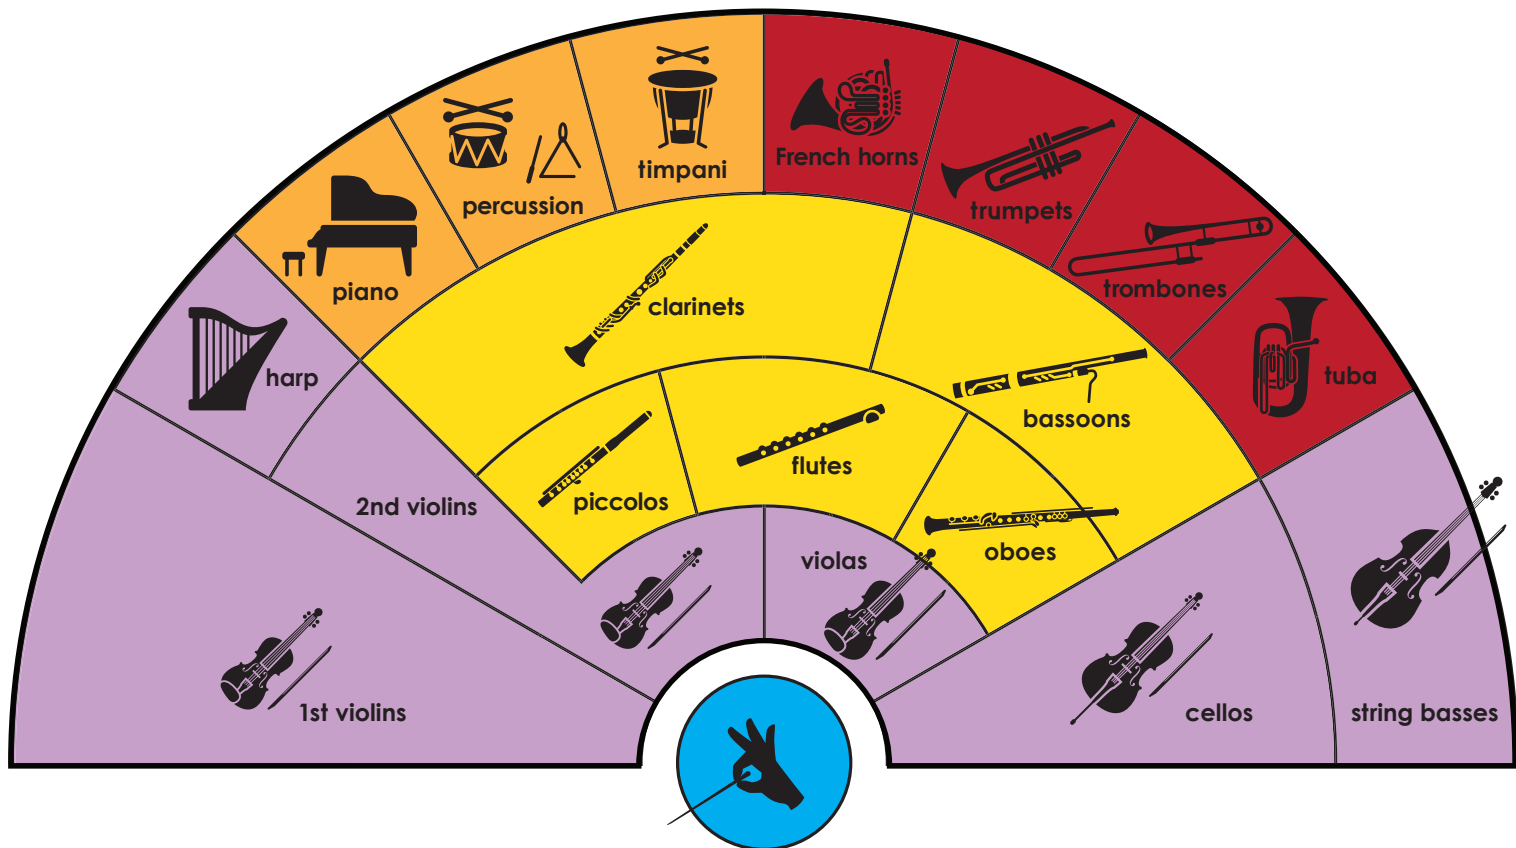 timpani
French horns
percussion
trumpets
piano
clarinets
trombones
harp
tuba
bassoons
flutes
piccolos
2nd violins
oboes
violas
1st violins
cellos
string basses